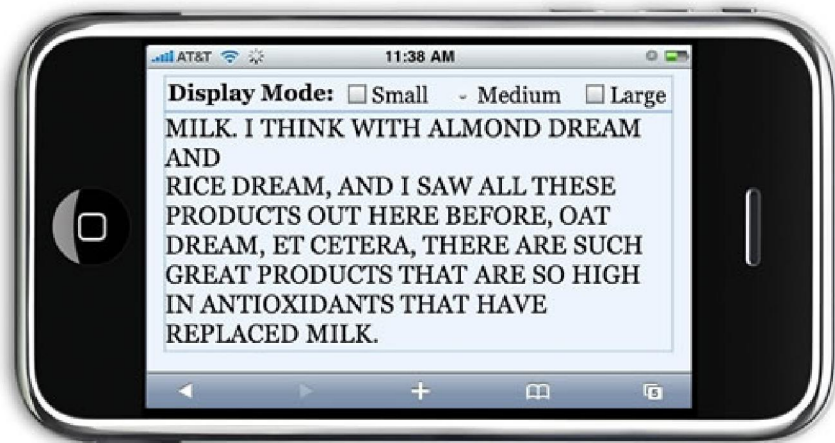 AT&T 11:38 AM
Display Mode: Small Medium Large
MILK. I THINK WITH ALMOND DREAM
AND
RICE DREAM, AND I SAW ALL THESE
PRODUCTS OUT HERE BEFORE, OAT
DREAM, ET CETERA, THERE ARE SUCH
GREAT PRODUCTS THAT ARE SO HIGH
IN ANTIOXIDANTS THAT HAVE
REPLACED MILK.
5